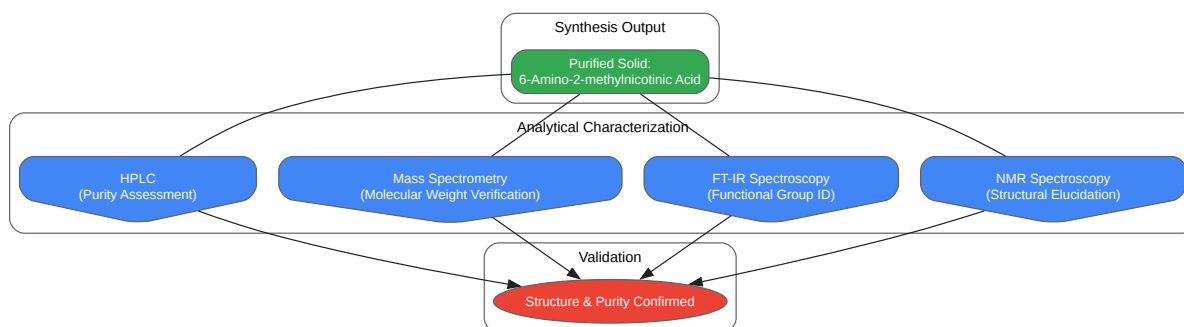 Synthesis Output
Purified Solid:
6-Amino-2-methylnicotinic Acid
Analytical Characterization
HPLC
(Purity Assessment)
Mass Spectrometry
(Molecular Weight Verification)
FT-IR Spectroscopy
(Functional Group ID)
NMR Spectroscopy
(Structural Elucidation)
Validation
Structure & Purity Confirmed